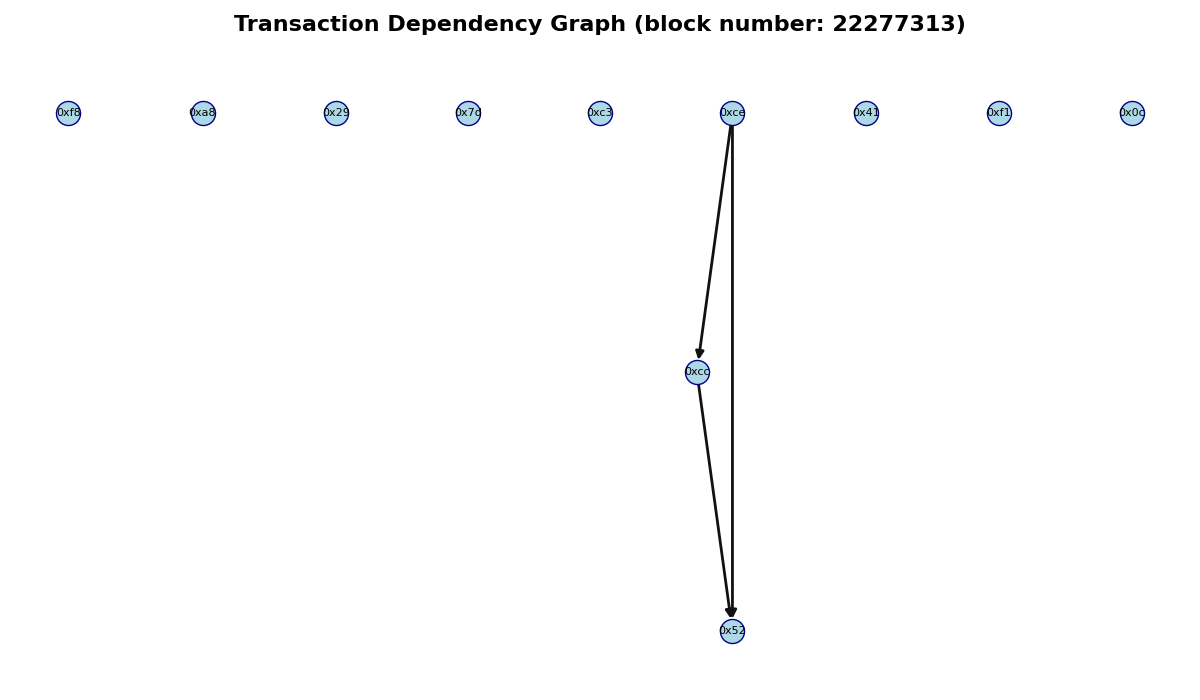 Transaction Dependency Graph (block number: 22277313)
0xf8 0xa8 0x29 0x7d 0xc3 0xce 0x41 0xf1 0x0c
0xcc
0x52